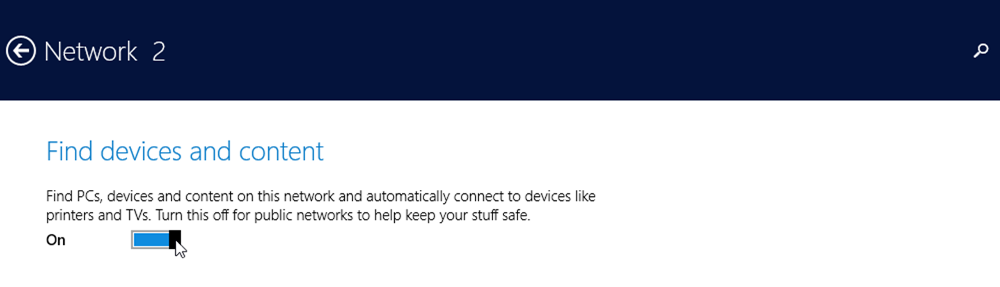 Network 2
Find devices and content
Find PCs, devices and content on this network and automatically connect to devices like
printers and TVs. Turn this off for public networks to help keep your stuff safe.
On